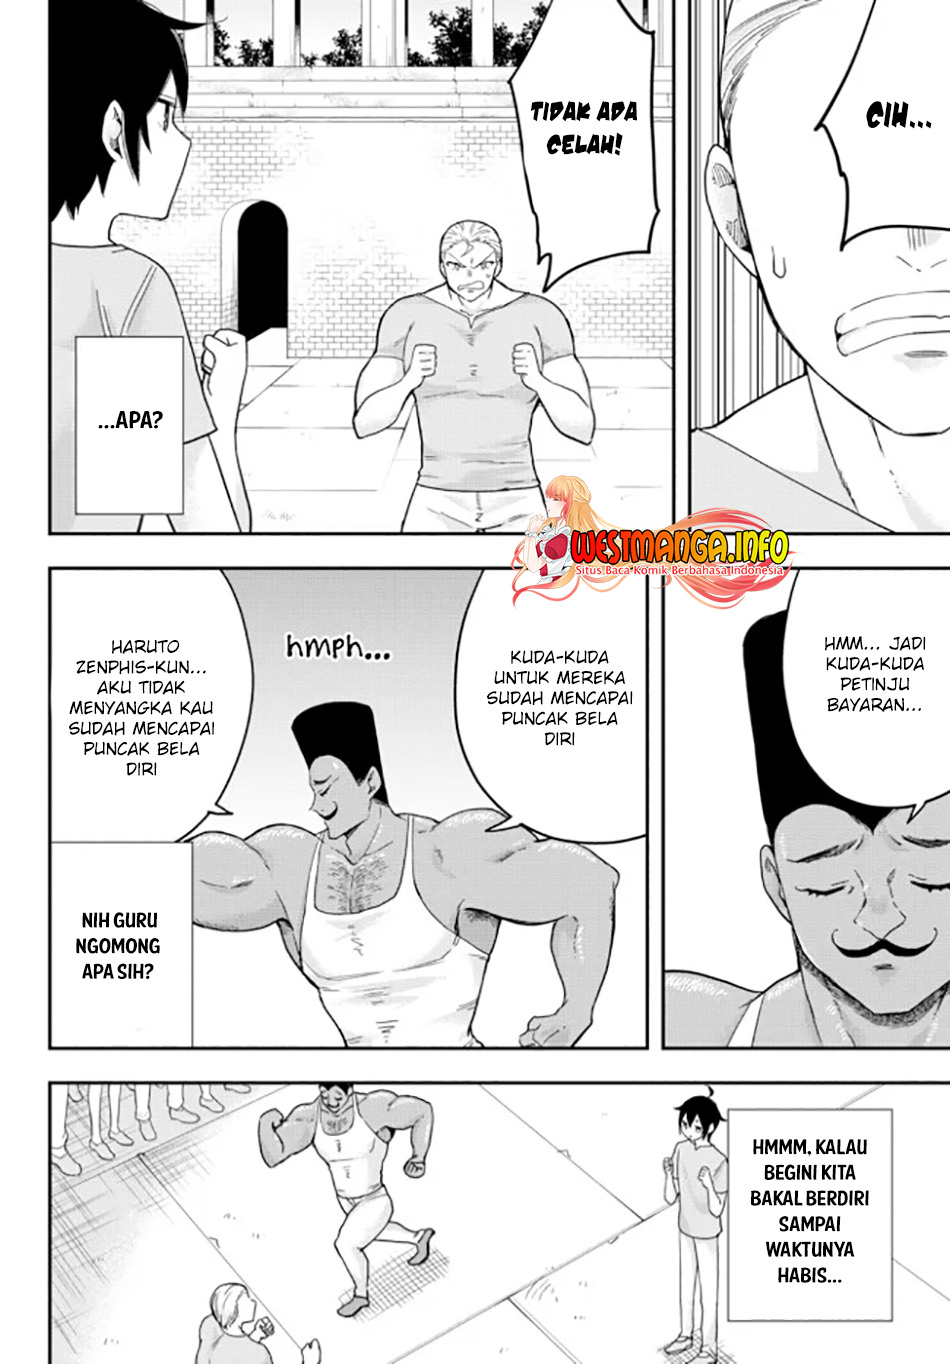 CIH...
TIDAK ADA
CELAH!
...APA?
WESTMANGA.INFO
Situs Baca Komik Berbahasa Indonesia
HMM... JADI
KUDA-KUDA
PETINJU
BAYARAN...
KUDA-KUDA
UNTUK MEREKA
SUDAH MENCAPAI
PUNCAK BELA
DIRI
hmph...
HARUTO
ZENPHIS-KUN...
AKU TIDAK
MENYANGKA KAU
SUDAH MENCAPAI
PUNCAK BELA
DIRI
NIH GURU
NGOMONG
APA SIH?
HMMM, KALAU
BEGINI KITA
BAKAL BERDIRI
SAMPAI
WAKTUNYA
HABIS...